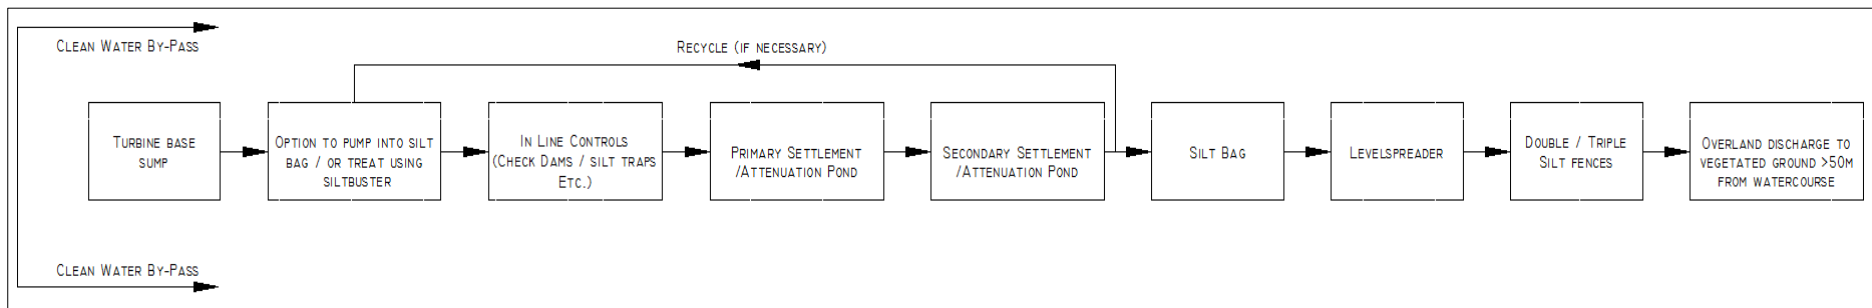 Clean Water By-Pass
Recycle (if necessary)
Turbine base
sump
Option to pump into silt
bag / or treat using
siltbuster
In Line Controls
(Check Dams / silt traps
Etc.)
Primary Settlement
/Attenuation Pond
Secondary Settlement
/Attenuation Pond
Silt Bag
Levelspreader
Double / Triple
Silt fences
Overland discharge to
vegetated ground >50m
from watercourse
Clean Water By-Pass